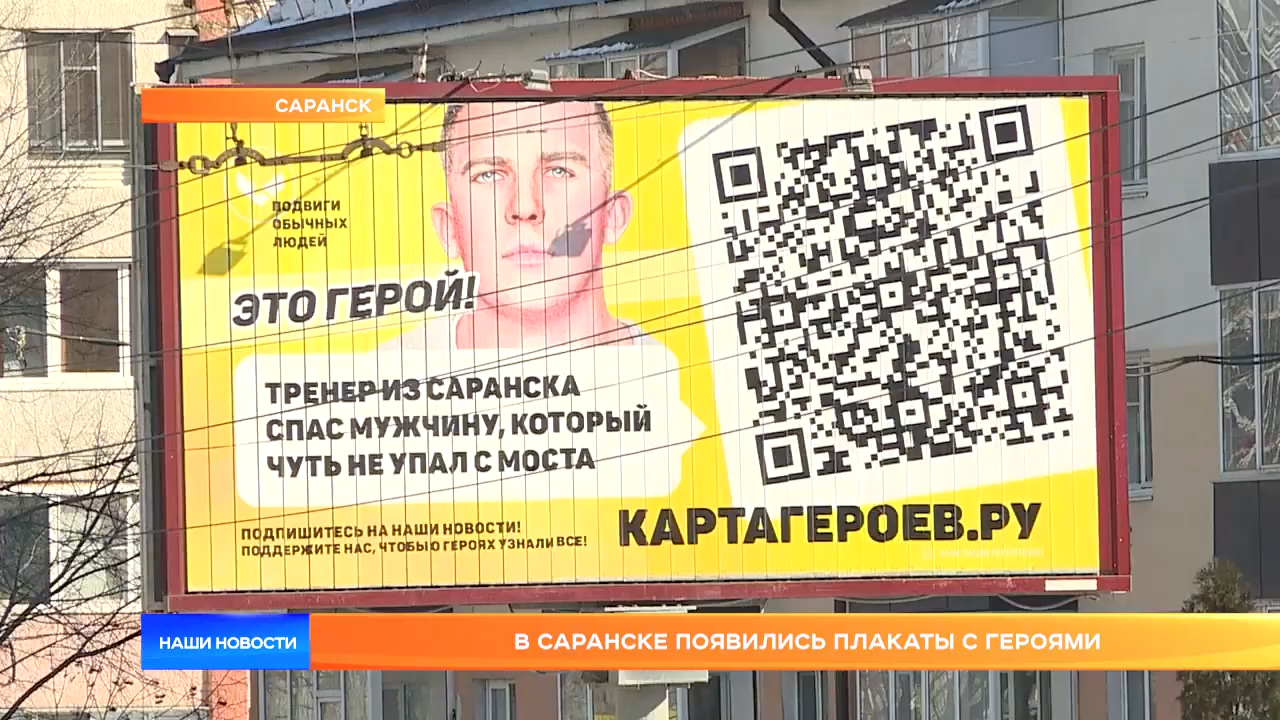 САРАНСК
ПОДВИГИ
ОБЫЧНЫХ
ЛЮДЕЙ
ЭТО ГЕРОЙ!
ТРЕНЕР ИЗ САРАНСКА
СПАС МУЖЧИНУ, КОТОРЫЙ
ЧУТЬ НЕ УПАЛ С МОСТА
ПОДПИШИТЕСЬ НА НАШИ НОВОСТИ!
ПОДДЕРЖИТЕ НАС, ЧТОБЫ О ГЕРОЯХ УЗНАЛИ ВСЕ!
КАРТАГЕРОЕВ.РУ
НАШИ НОВОСТИ
В САРАНСКЕ ПОЯВИЛИСЬ ПЛАКАТЫ С ГЕРОЯМИ